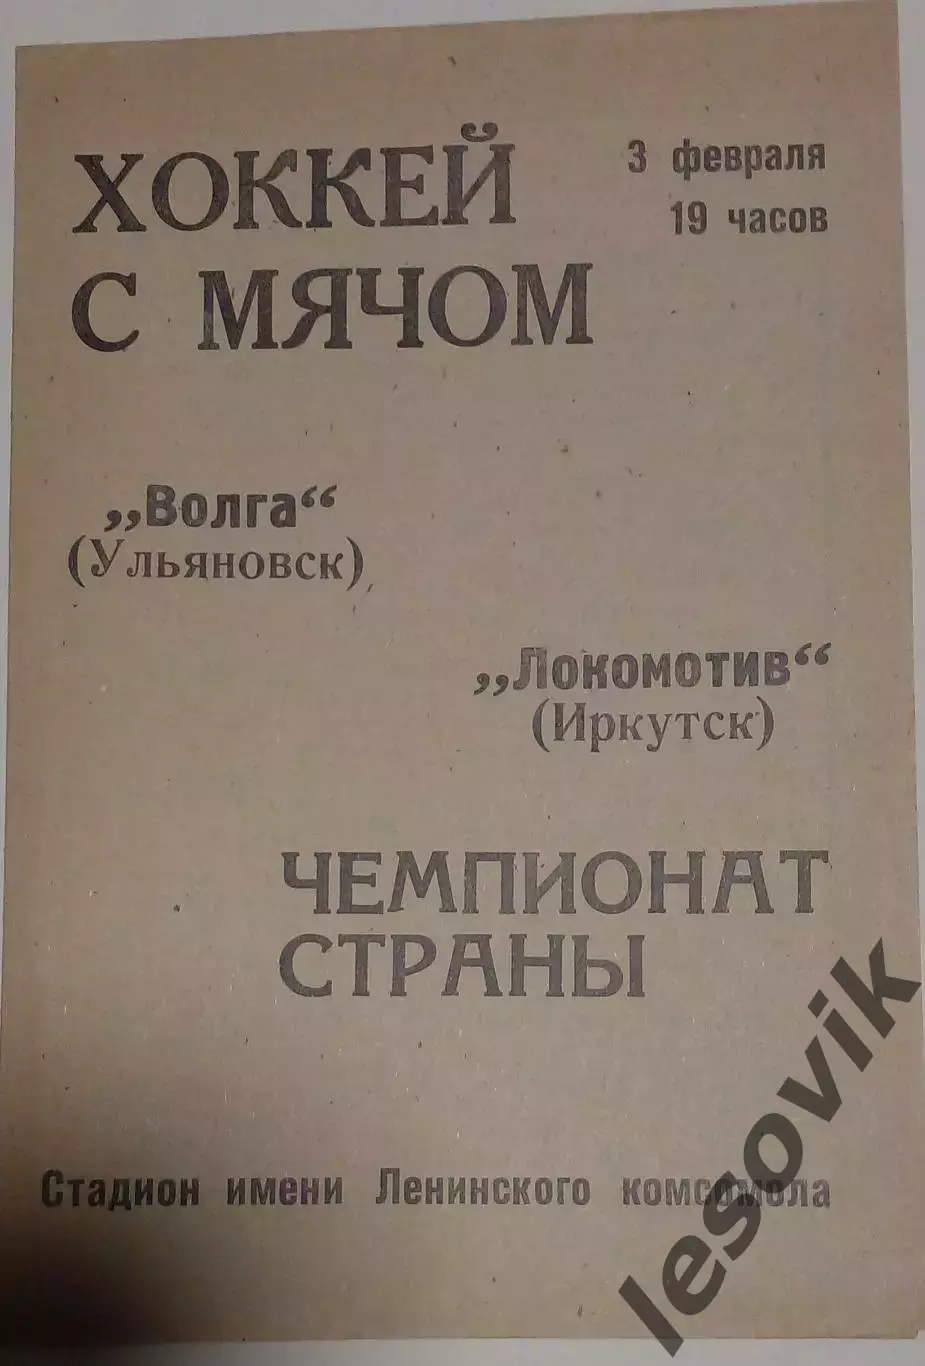 ХОККЕЙ
С МЯЧОМ
3 февраля
19 часов
„Волга“
(Ульяновск)
„Локомотив“
(Иркутск)
ЧЕМПИОНАТ
СТРАНЫ
Стадион имени Ленинского комсомола
lesovik